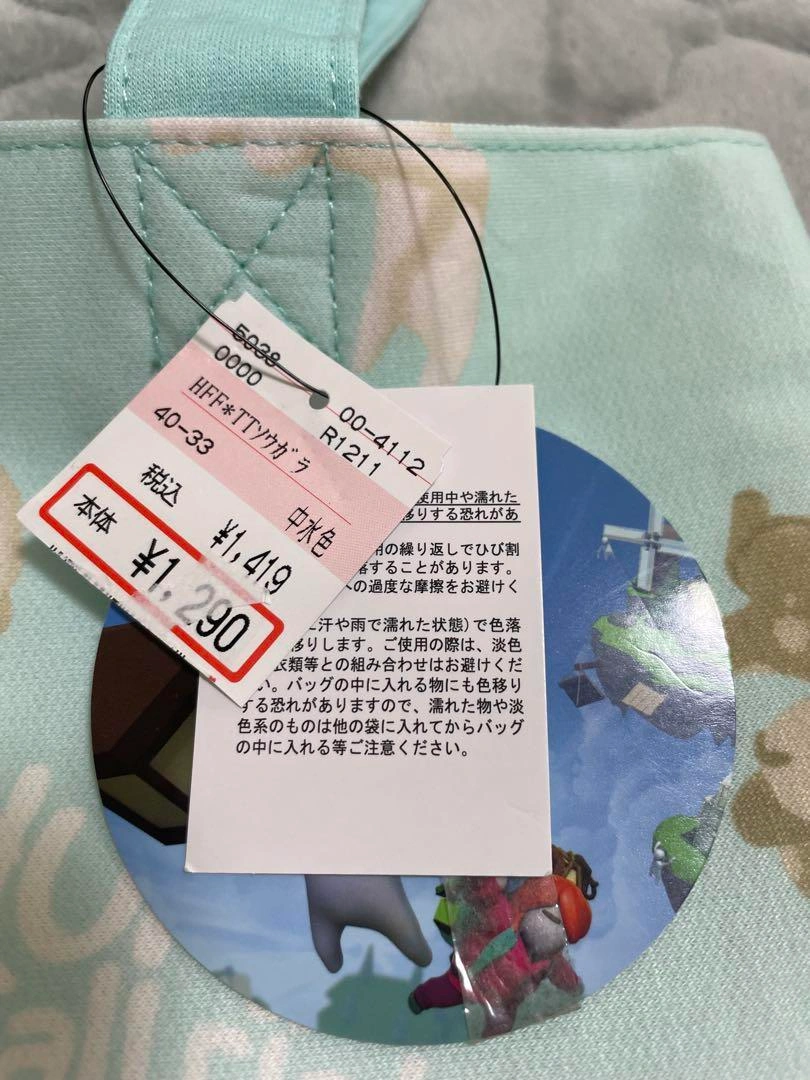 5038
0000
00-4112
R1211
HFF*TTソウガラ
40-33
中水色
税込
¥1,419
本体
¥1,290
使用中や濡れた
移りする恐れがあ
用の繰り返しでひび割
落することがあります。
への過度な摩擦をお避けく
に汗や雨で濡れた状態)で色落
移りします。ご使用の際は、淡色
衣類等との組み合わせはお避けくだ
い。バッグの中に入れる物にも色移り
する恐れがありますので、濡れた物や淡
色系のものは他の袋に入れてからバッグ
の中に入れる等ご注意ください。